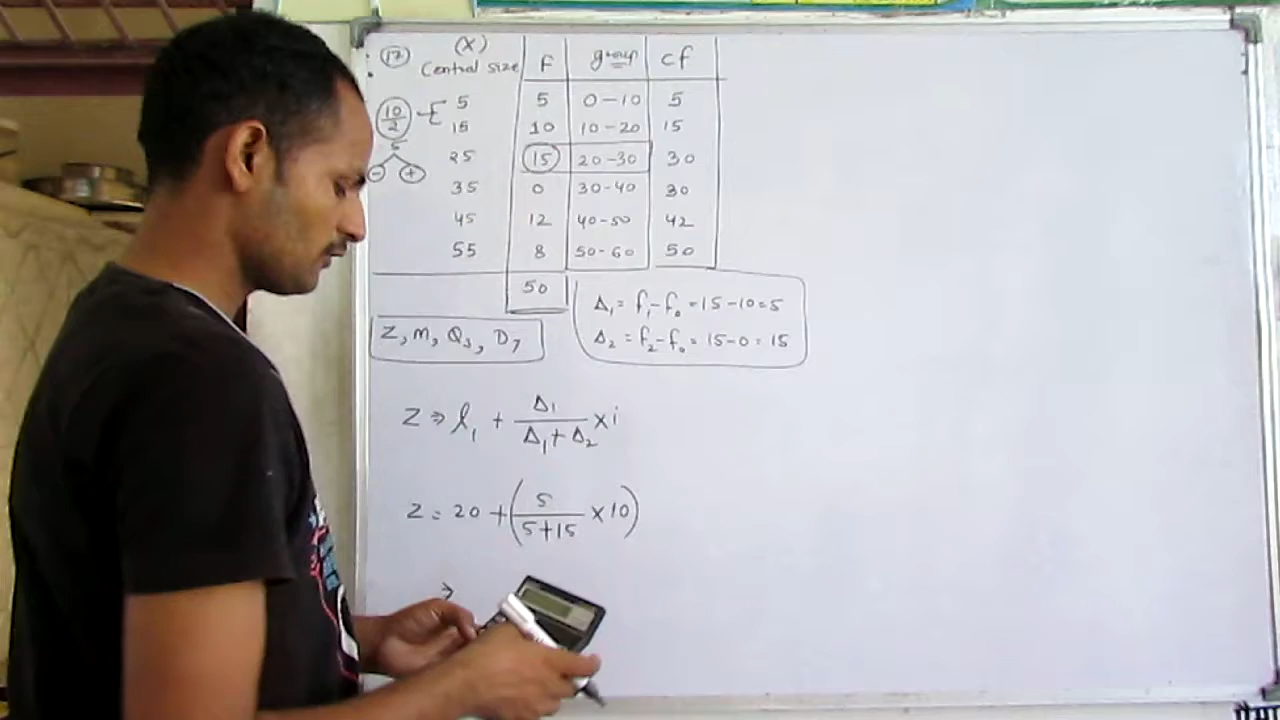 (17) (X) Central size F group cf
5 5 0-10 5
15 10 10-20 15
25 15 20-30 30
35 0 30-40 30
45 12 40-50 42
55 8 50-60 50
50
10/2
5
- +
Z, M, Q₃, D₇
Δ₁ = f₁-f₀ = 15-10=5
Δ₂ = f₂-f₀ = 15-0 = 15
Z ⇒ l₁ + Δ₁/(Δ₁+Δ₂) × i
Z = 20 + (5/(5+15) × 10)
⇒